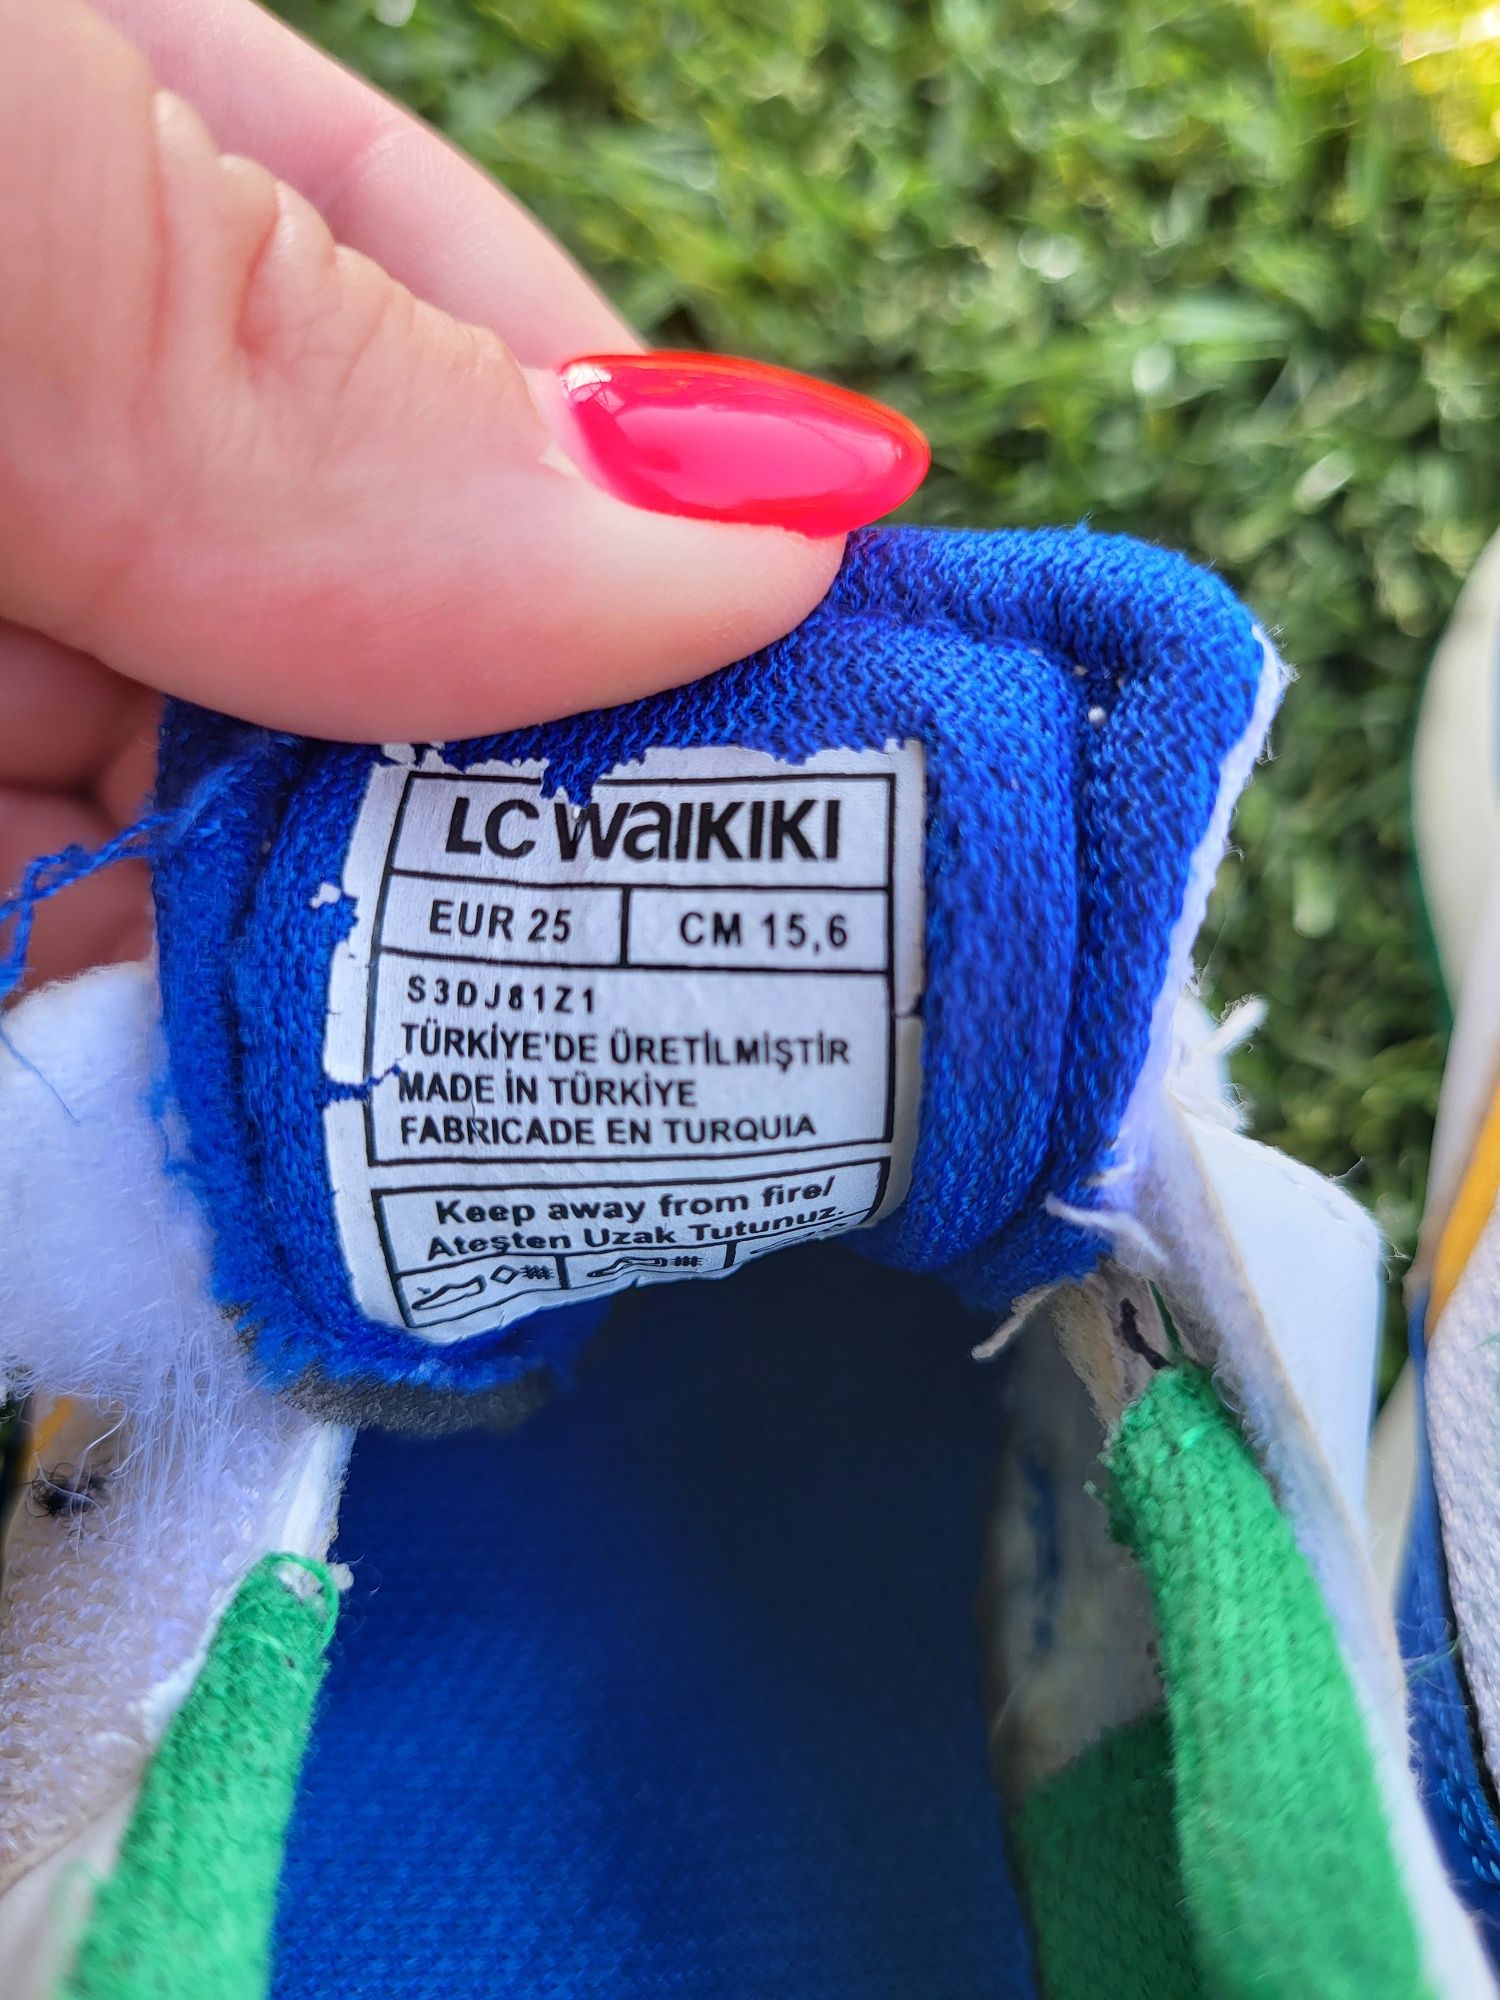 LC WAIKIKI
EUR 25 CM 15,6
S3DJ81Z1
TÜRKİYE'DE ÜRETİLMİŞTİR
MADE İN TÜRKİYE
FABRICADE EN TURQUIA
Keep away from fire/
Ateşten Uzak Tutunuz.